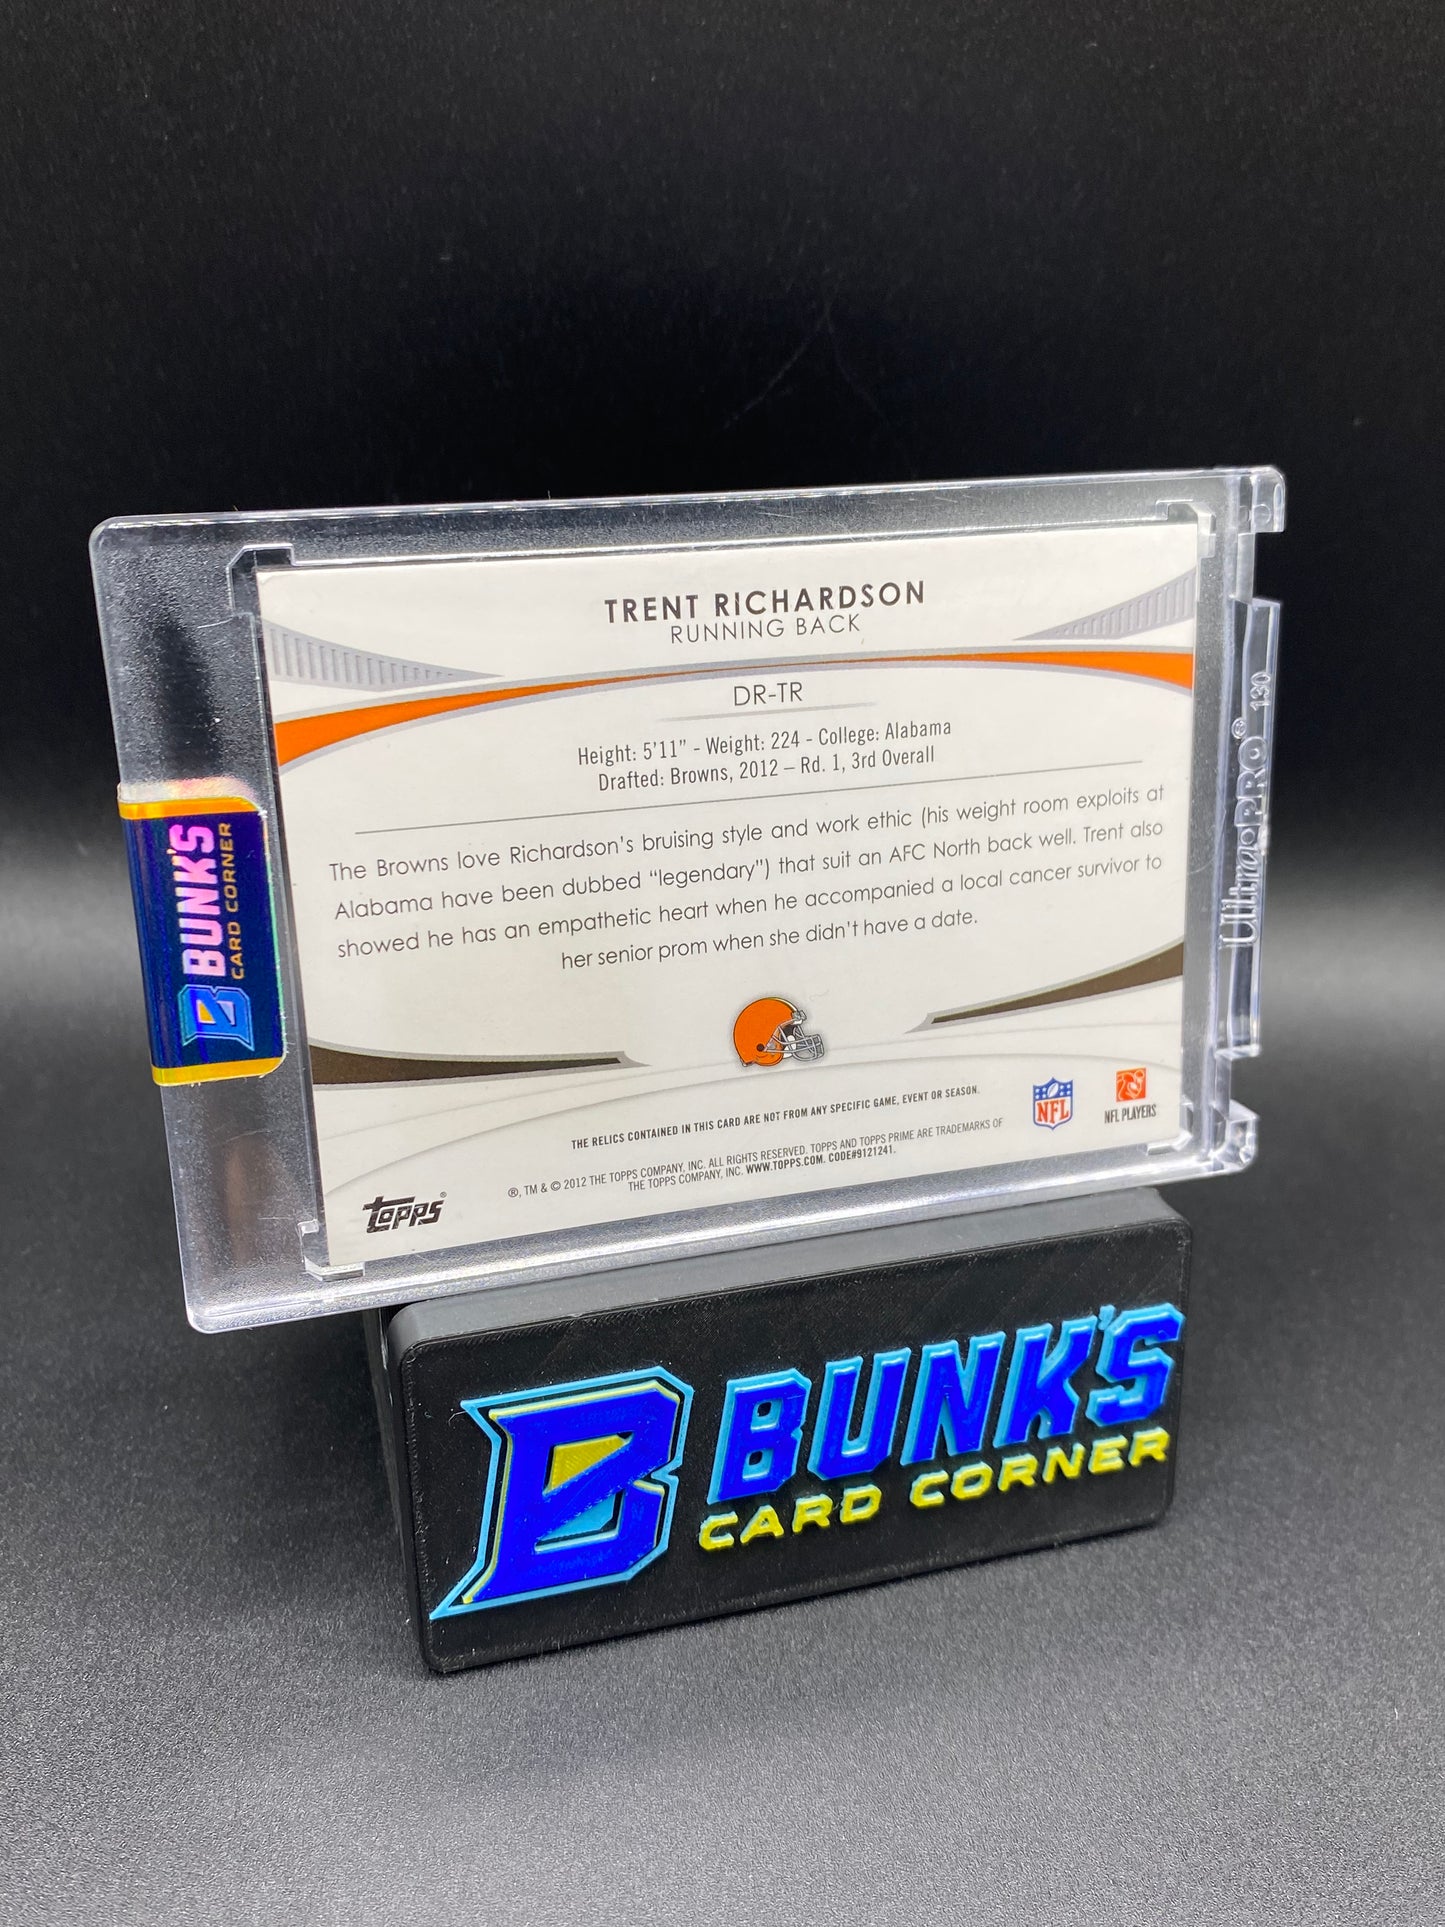 TRENT RICHARDSON
RUNNING BACK
DR-TR
Height: 5'11" - Weight: 224 - College: Alabama
Drafted: Browns, 2012 – Rd. 1, 3rd Overall
The Browns love Richardson's bruising style and work ethic (his weight room exploits at
Alabama have been dubbed "legendary") that suit an AFC North back well. Trent also
showed he has an empathetic heart when he accompanied a local cancer survivor to
her senior prom when she didn't have a date.
THE RELICS CONTAINED IN THIS CARD ARE NOT FROM ANY SPECIFIC GAME, EVENT OR SEASON.
®, TM & © 2012 THE TOPPS COMPANY, INC. ALL RIGHTS RESERVED. TOPPS AND TOPPS PRIME ARE TRADEMARKS OF
THE TOPPS COMPANY, INC. WWW.TOPPS.COM. CODE#9121241.
topps®
NFL
NFL PLAYERS
B BUNK'S
CARD CORNER
UltraPRO® 130
B BUNK'S
CARD CORNER